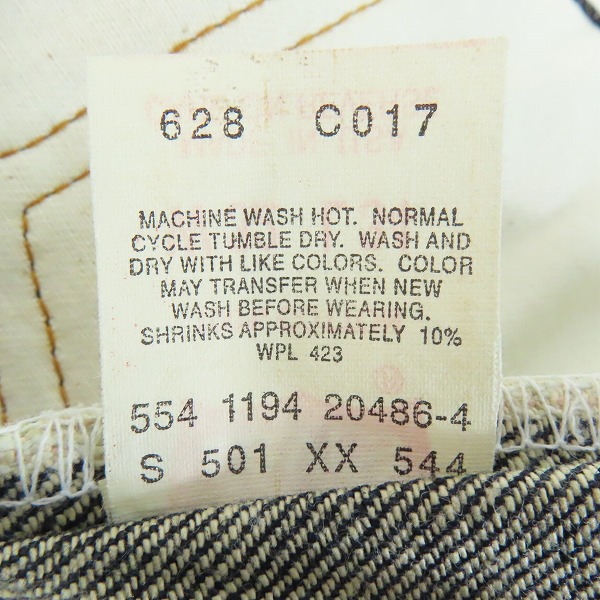 628 C017
MACHINE WASH HOT. NORMAL
CYCLE TUMBLE DRY. WASH AND
DRY WITH LIKE COLORS. COLOR
MAY TRANSFER WHEN NEW
WASH BEFORE WEARING.
SHRINKS APPROXIMATELY 10%
WPL 423
554 1194 20486-4
S 501 XX 544